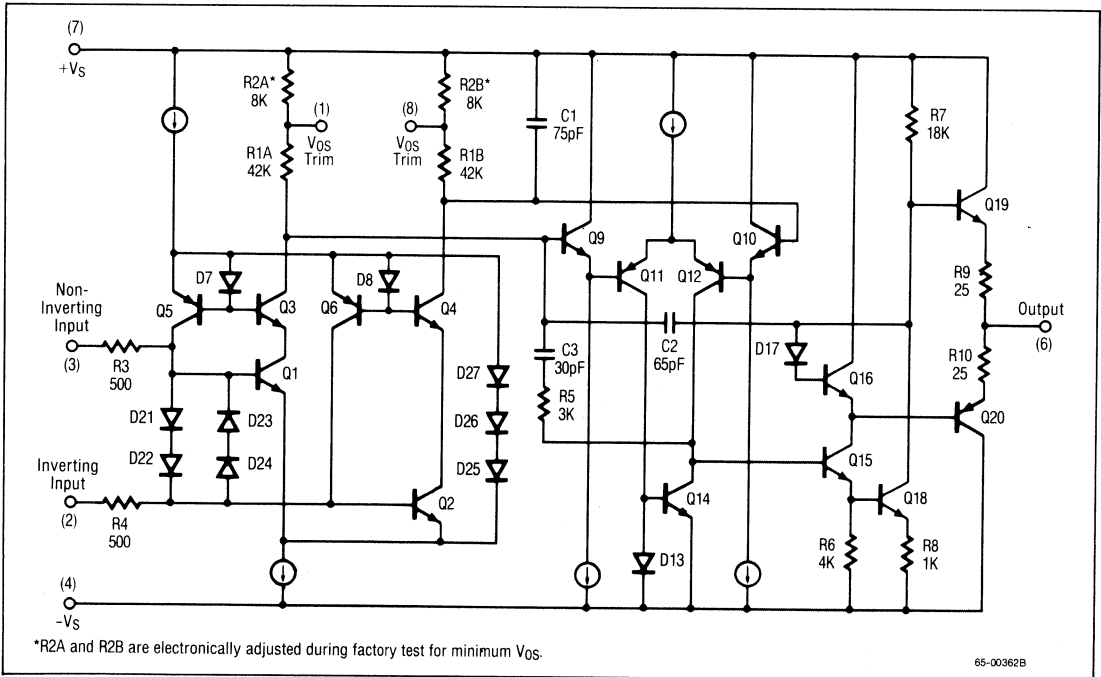 (7)
+VS
R2A*
8K
(1)
VOS
Trim
R1A
42K
(8)
VOS
Trim
R2B*
8K
R1B
42K
C1
75pF
R7
18K
Q19
Q9
Q11
Q12
Q10
D7
D8
Q5
Q3
Q6
Q4
Non-
Inverting
Input
(3)
R3
500
Q1
D21
D23
D22
D24
D27
D26
D25
C3
30pF
R5
3K
C2
65pF
D17
Q16
R9
25
Output
(6)
R10
25
Q20
Inverting
Input
(2)
R4
500
Q2
Q14
Q15
Q18
D13
R6
4K
R8
1K
(4)
-VS
*R2A and R2B are electronically adjusted during factory test for minimum VOS.
65-00362B